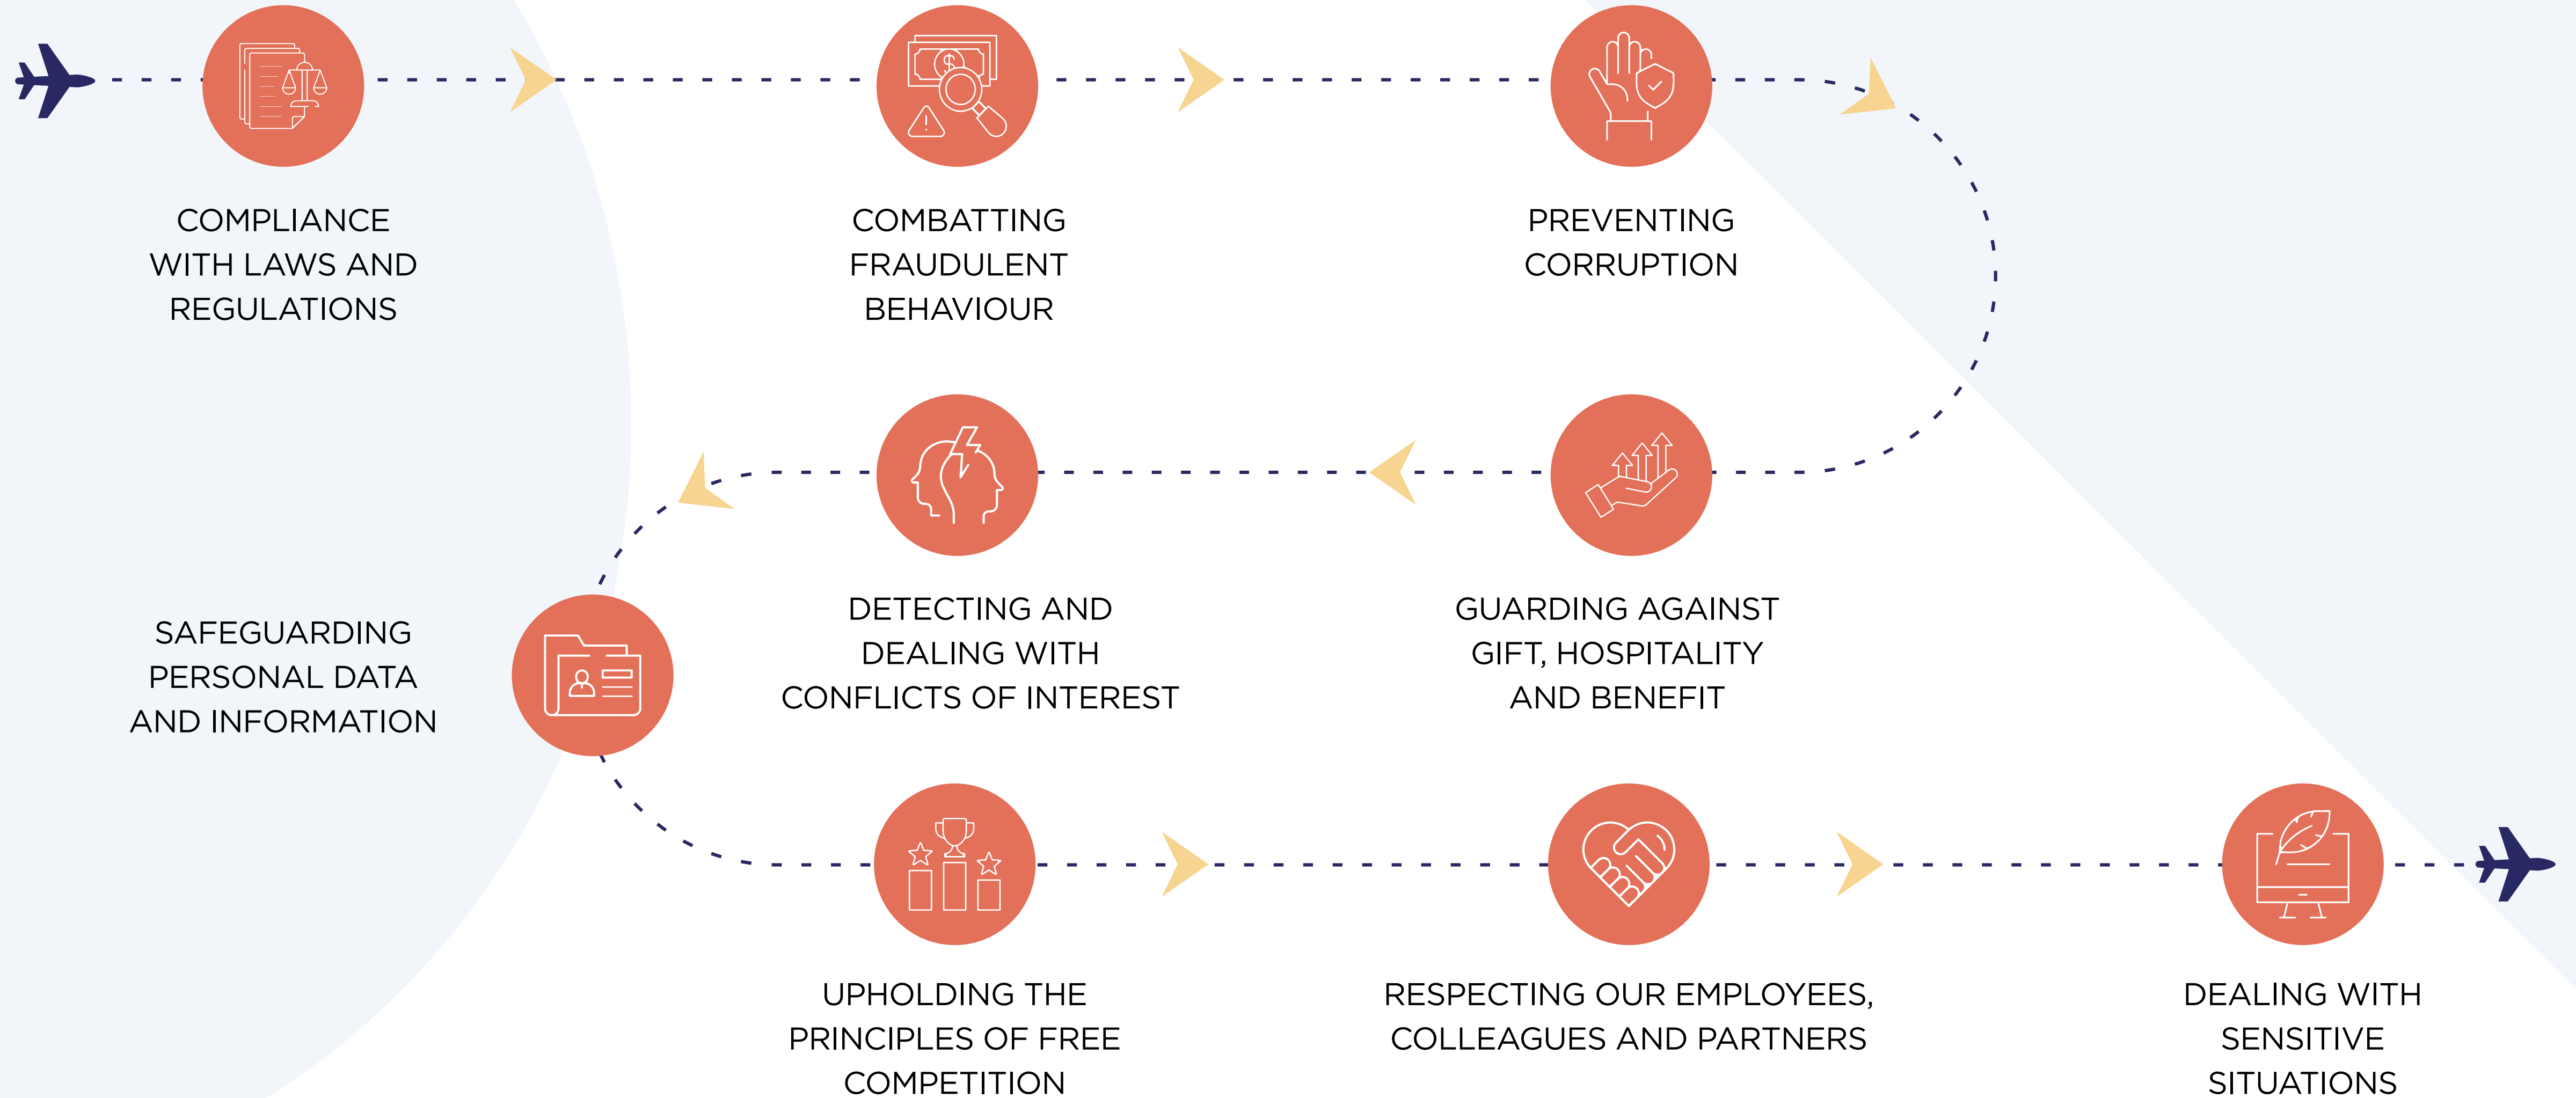 COMPLIANCE
WITH LAWS AND
REGULATIONS
COMBATTING
FRAUDULENT
BEHAVIOUR
PREVENTING
CORRUPTION
GUARDING AGAINST
GIFT, HOSPITALITY
AND BENEFIT
DETECTING AND
DEALING WITH
CONFLICTS OF INTEREST
SAFEGUARDING
PERSONAL DATA
AND INFORMATION
UPHOLDING THE
PRINCIPLES OF FREE
COMPETITION
RESPECTING OUR EMPLOYEES,
COLLEAGUES AND PARTNERS
DEALING WITH
SENSITIVE
SITUATIONS